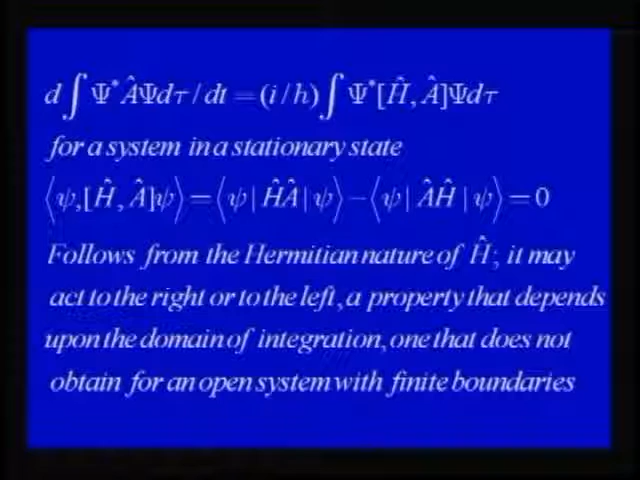 d∫Ψ*ÂΨdτ/dt = (i/h)∫Ψ*[Ĥ,Â]Ψdτ
for a system in a stationary state
⟨ψ,[Ĥ,Â]ψ⟩ = ⟨ψ|ĤÂ|ψ⟩ − ⟨ψ|ÂĤ|ψ⟩ = 0
Follows from the Hermitian nature of Ĥ; it may
act to the right or to the left, a property that depends
upon the domain of integration, one that does not
obtain for an open system with finite boundaries